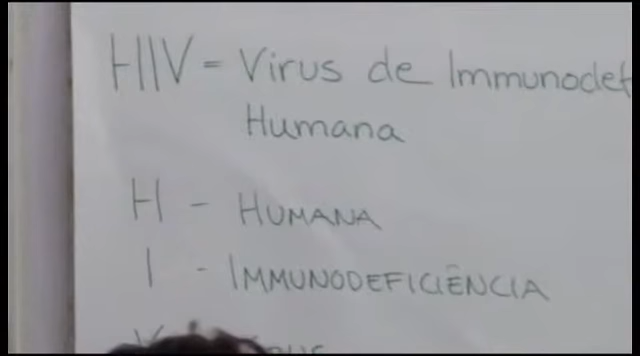 HIV = Virus de Immunodef
Humana
H - HUMANA
I - IMMUNODEFICIÊNCIA